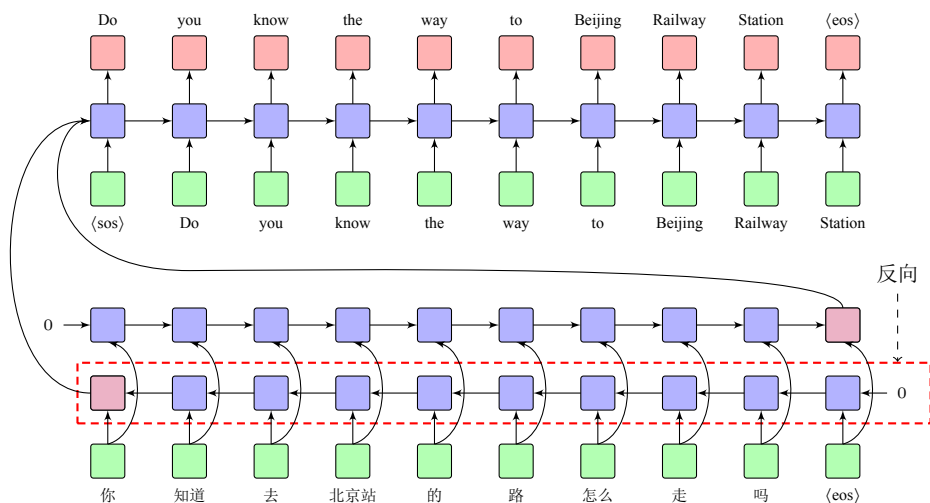 Do you know the way to Beijing Railway Station ⟨eos⟩
⟨sos⟩ Do you know the way to Beijing Railway Station
反向
0
0
你 知道 去 北京站 的 路 怎么 走 吗 ⟨eos⟩